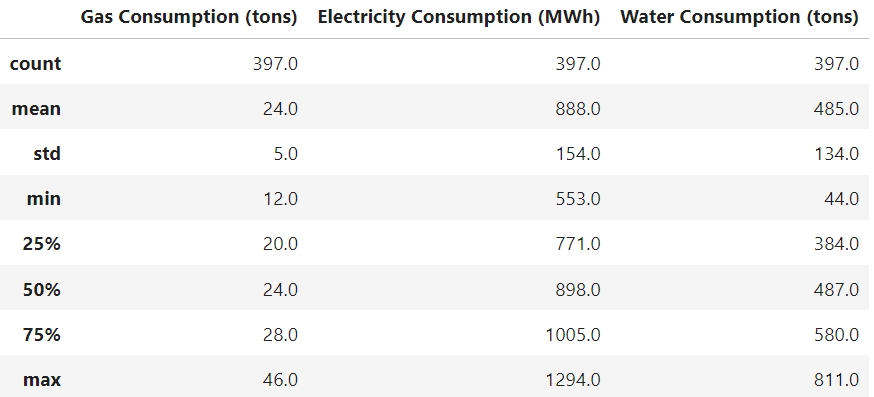 Gas Consumption (tons) Electricity Consumption (MWh) Water Consumption (tons)
count 397.0 397.0 397.0
mean 24.0 888.0 485.0
std 5.0 154.0 134.0
min 12.0 553.0 44.0
25% 20.0 771.0 384.0
50% 24.0 898.0 487.0
75% 28.0 1005.0 580.0
max 46.0 1294.0 811.0